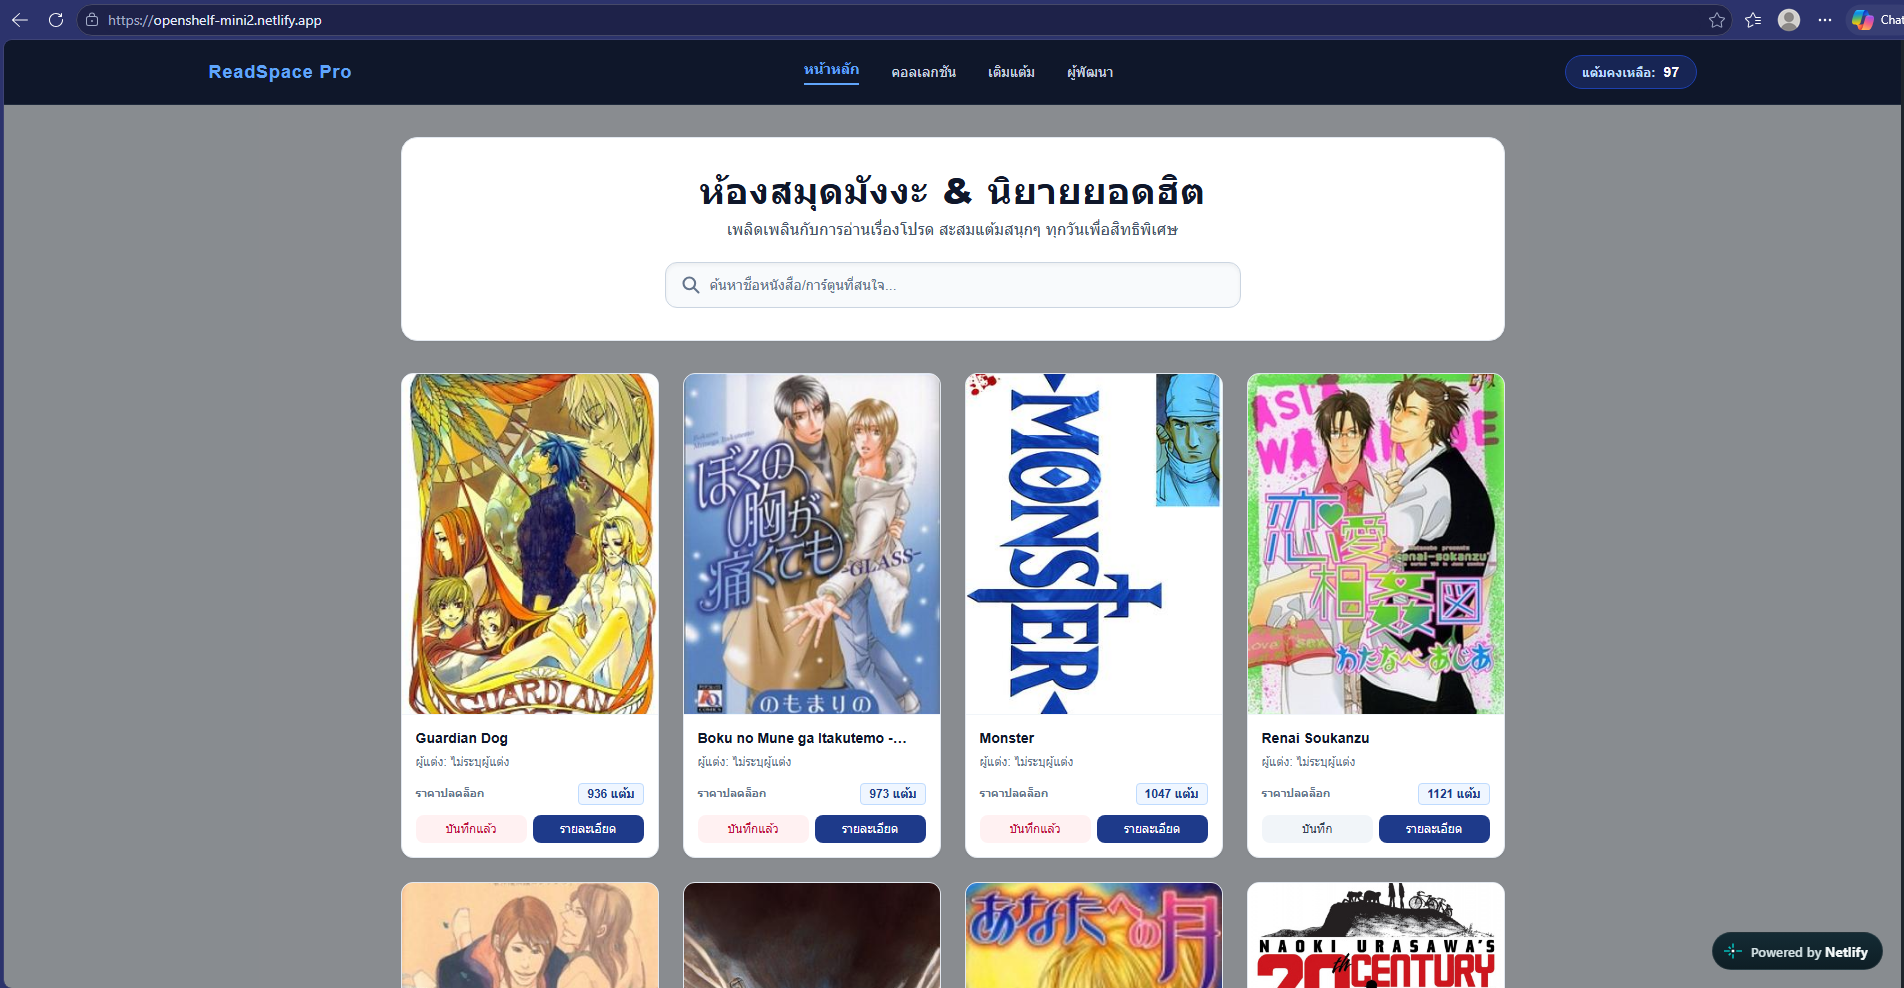 https://openshelf-mini2.netlify.app
Chat
ReadSpace Pro
หน้าหลัก
คอลเลกชัน
เติมแต้ม
ผู้พัฒนา
แต้มคงเหลือ: 97
ห้องสมุดมังงะ & นิยายยอดฮิต
เพลิดเพลินกับการอ่านเรื่องโปรด สะสมแต้มสนุกๆ ทุกวันเพื่อสิทธิพิเศษ
ค้นหาชื่อหนังสือ/การ์ตูนที่สนใจ...
GUARDIAN
ぼくの
胸が
痛くても
-GLASS-
のもまりの
MONSTER
恋愛
相姦図
renai-sokanzu
わたなべあじあ
Guardian Dog
ผู้แต่ง: ไม่ระบุผู้แต่ง
ราคาปลดล็อก
936 แต้ม
บันทึกแล้ว
รายละเอียด
Boku no Mune ga Itakutemo -...
ผู้แต่ง: ไม่ระบุผู้แต่ง
ราคาปลดล็อก
973 แต้ม
บันทึกแล้ว
รายละเอียด
Monster
ผู้แต่ง: ไม่ระบุผู้แต่ง
ราคาปลดล็อก
1047 แต้ม
บันทึกแล้ว
รายละเอียด
Renai Soukanzu
ผู้แต่ง: ไม่ระบุผู้แต่ง
ราคาปลดล็อก
1121 แต้ม
บันทึก
รายละเอียด
あなたへの月
NAOKI URASAWA'S
20th CENTURY
Powered by Netlify